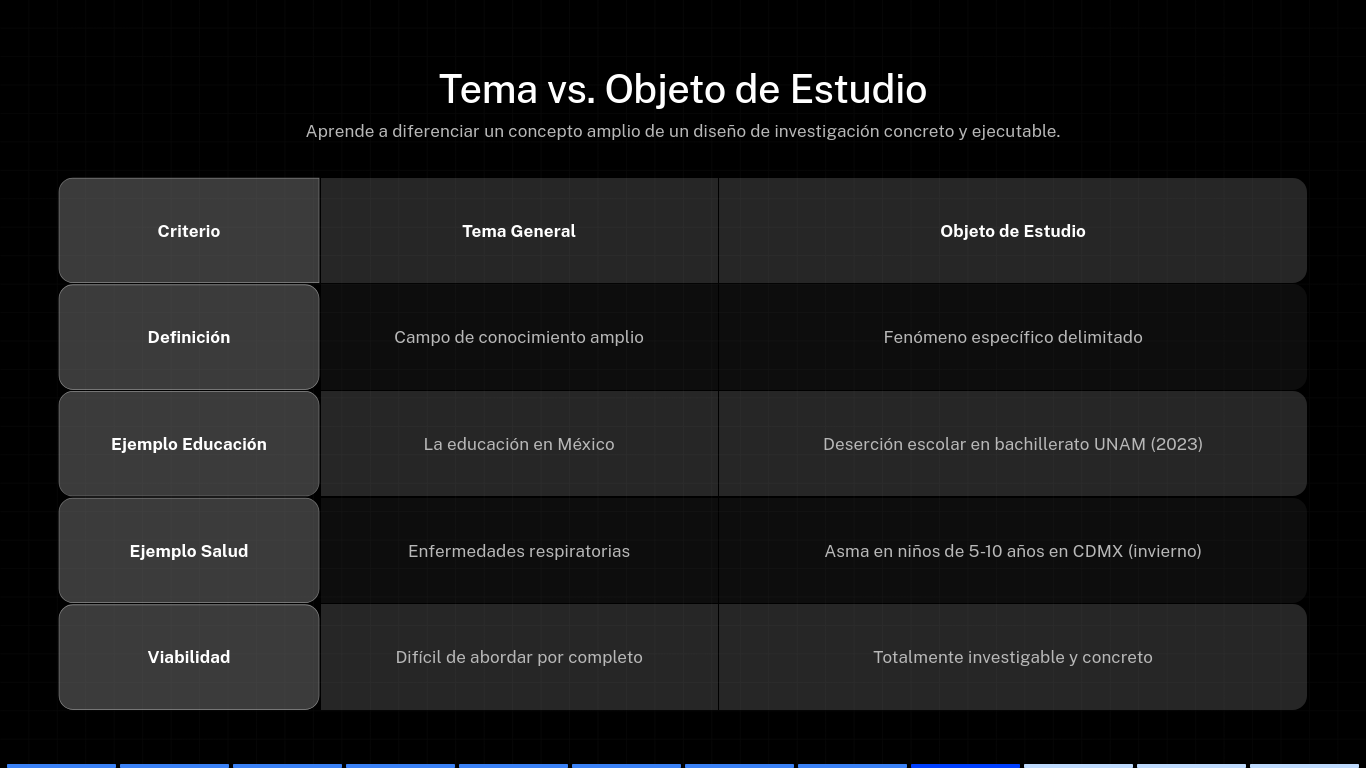 Tema vs. Objeto de Estudio
Aprende a diferenciar un concepto amplio de un diseño de investigación concreto y ejecutable.
Criterio
Tema General
Objeto de Estudio
Definición
Campo de conocimiento amplio
Fenómeno específico delimitado
Ejemplo Educación
La educación en México
Deserción escolar en bachillerato UNAM (2023)
Ejemplo Salud
Enfermedades respiratorias
Asma en niños de 5-10 años en CDMX (invierno)
Viabilidad
Difícil de abordar por completo
Totalmente investigable y concreto